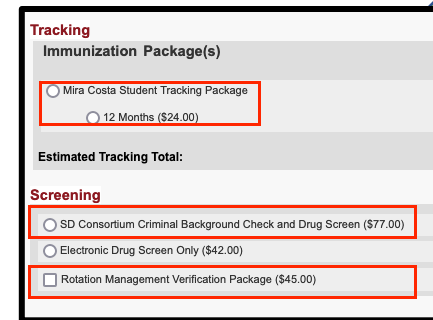 Tracking
Immunization Package(s)
Mira Costa Student Tracking Package
12 Months ($24.00)
Estimated Tracking Total:
Screening
SD Consortium Criminal Background Check and Drug Screen ($77.00)
Electronic Drug Screen Only ($42.00)
Rotation Management Verification Package ($45.00)